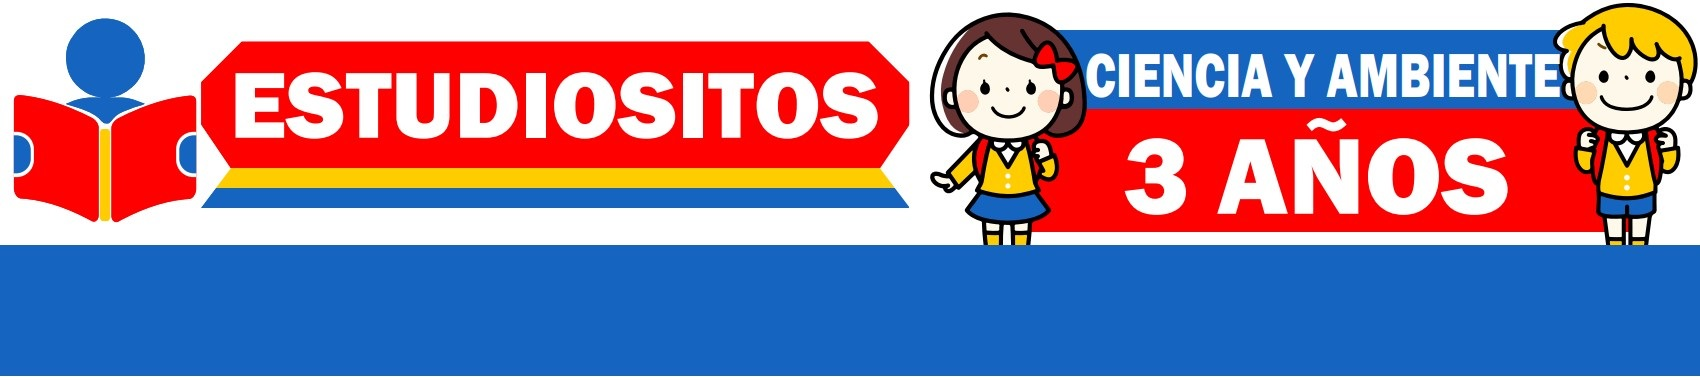 ESTUDIOSITOS
CIENCIA Y AMBIENTE
3 AÑOS